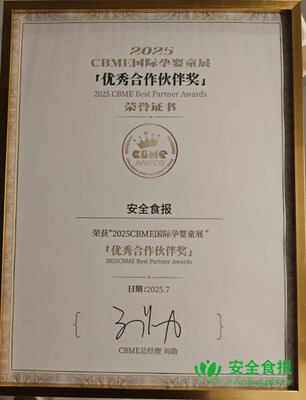 2025
CBME国际孕婴童展
「优秀合作伙伴奖」
2025 CBME Best Partner Awards
荣誉证书
CBME
AWARDS
安全食报
荣获“2025CBME国际孕婴童展”
「优秀合作伙伴奖」
2025CBME Best Partner Awards
日期:2025.7
CBME总经理 刘勋
安全食报